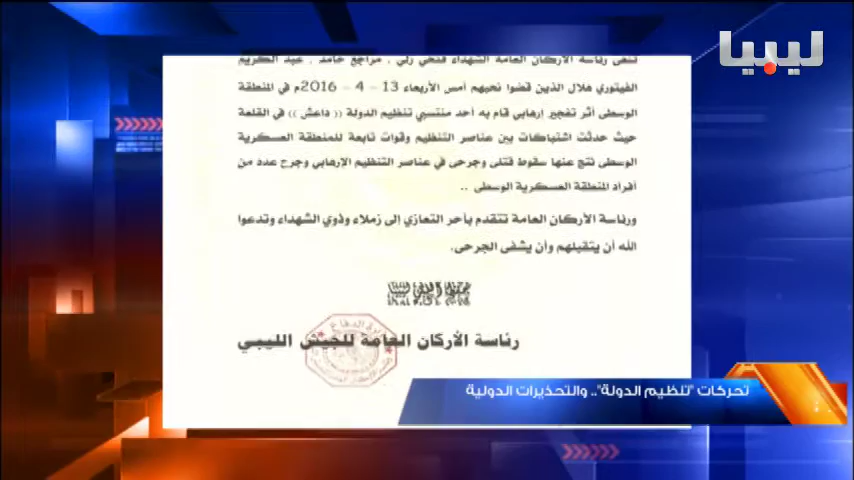 ليبيا
تنعى رئاسة الأركان العامة الشهداء فتحي زلي ، مراجع حامد ، عبد الكريم
الفيتوري هلال الذين قضوا نحبهم أمس الأربعاء 13 - 4 - 2016م في المنطقة
الوسطى أثر تفجير إرهابي قام به أحد منتسبي تنظيم الدولة (( داعش )) في القلعة
حيث حدثت اشتباكات بين عناصر التنظيم وقوات تابعة للمنطقة العسكرية
الوسطى نتج عنها سقوط قتلى وجرحى في عناصر التنظيم الإرهابي وجرح عدد من
أفراد المنطقة العسكرية الوسطى ..
ورئاسة الأركان العامة تتقدم بأحر التعازي إلى زملاء وذوي الشهداء وتدعوا
الله أن يتقبلهم وأن يشفى الجرحى.
رئاسة الأركان العامة للجيش الليبي
تحركات "تنظيم الدولة".. والتحذيرات الدولية